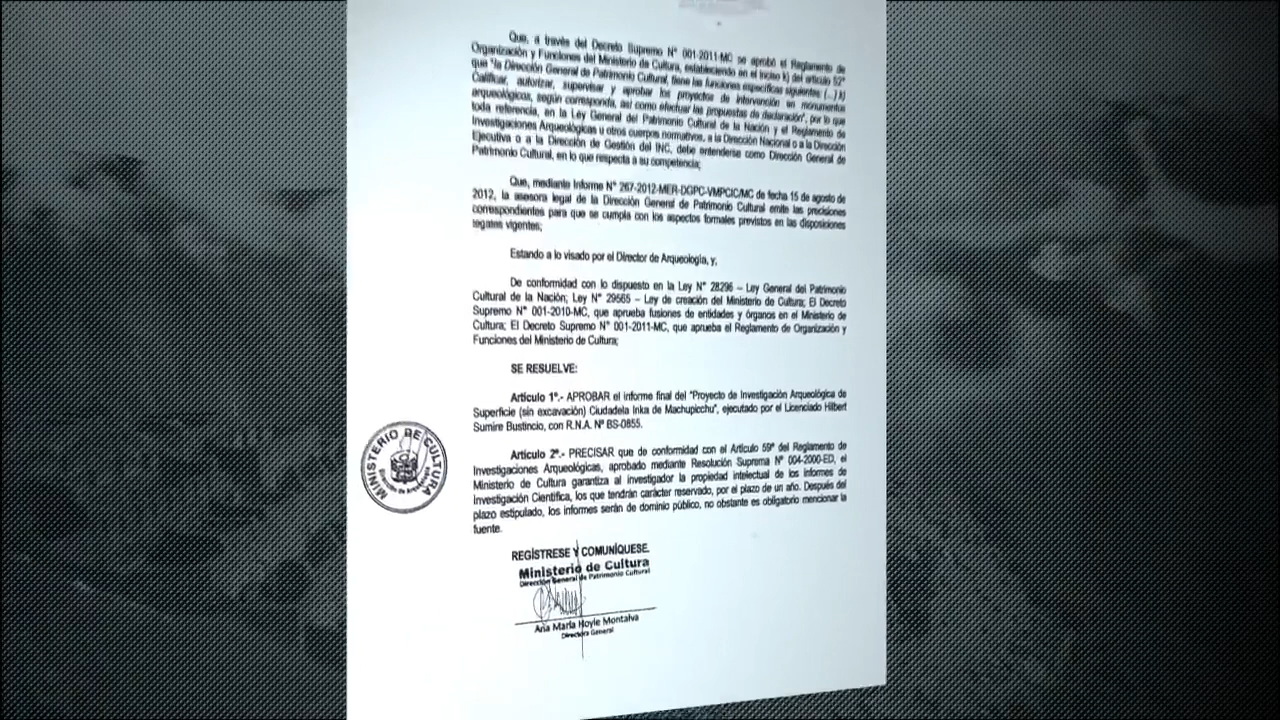 Que, a través del Decreto Supremo N° 001-2011-MC se aprobó el Reglamento de
Organización y Funciones del Ministerio de Cultura, estableciendo en el inciso k) del artículo 52°
que "la Dirección General de Patrimonio Cultural, tiene las funciones específicas siguientes (...) k)
Calificar, autorizar, supervisar y aprobar los proyectos de intervención en monumentos
arqueológicos, según corresponda, así como efectuar las propuestas de declaración", por lo que
toda referencia, en la Ley General del Patrimonio Cultural de la Nación y el Reglamento de
Investigaciones Arqueológicas u otros cuerpos normativos, a la Dirección Nacional o a la Dirección
Ejecutiva o a la Dirección de Gestión del INC, debe entenderse como Dirección General de
Patrimonio Cultural, en lo que respecta a su competencia;
Que, mediante Informe N° 267-2012-MER-DGPC-VMPCIC/MC de fecha 15 de agosto de
2012, la asesora legal de la Dirección General de Patrimonio Cultural emite las precisiones
correspondientes para que se cumpla con los aspectos formales previstos en las disposiciones
legales vigentes;
Estando a lo visado por el Director de Arqueología, y,
De conformidad con lo dispuesto en la Ley N° 28296 – Ley General del Patrimonio
Cultural de la Nación; Ley N° 29565 – Ley de creación del Ministerio de Cultura; El Decreto
Supremo N° 001-2010-MC, que aprueba fusiones de entidades y órganos en el Ministerio de
Cultura; El Decreto Supremo N° 001-2011-MC, que aprueba el Reglamento de Organización y
Funciones del Ministerio de Cultura;
SE RESUELVE:
Artículo 1°.- APROBAR el informe final del "Proyecto de Investigación Arqueológica de
Superficie (sin excavación) Ciudadela Inka de Machupicchu", ejecutado por el Licenciado Hilbert
Sumire Bustincio, con R.N.A. N° BS-0855.
Artículo 2°.- PRECISAR que de conformidad con el Artículo 59° del Reglamento de
Investigaciones Arqueológicas, aprobado mediante Resolución Suprema N° 004-2000-ED, el
Ministerio de Cultura garantiza al investigador la propiedad intelectual de los informes de
Investigación Científica, los que tendrán carácter reservado, por el plazo de un año. Después del
plazo estipulado, los informes serán de dominio público, no obstante es obligatorio mencionar la
fuente.
MINISTERIO DE CULTURA
REGÍSTRESE Y COMUNÍQUESE.
Ministerio de Cultura
Dirección General de Patrimonio Cultural
Ana María Hoyle Montalva
Directora General